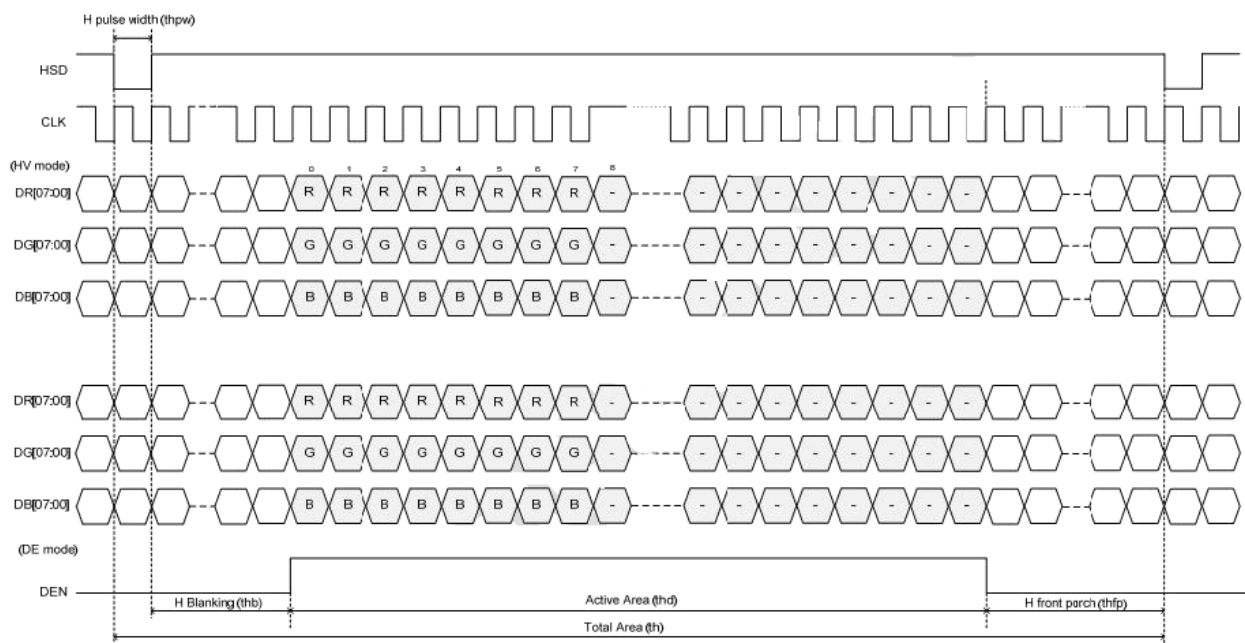 H pulse width (thpw)
HSD
CLK
(HV mode)
0 1 2 3 4 5 6 7 8
DR[07:00] R R R R R R R R - - - - - - - - -
DG[07:00] G G G G G G G G - - - - - - - - -
DB[07:00] B B B B B B B B - - - - - - - - -
DR[07:00] R R R R R R R R - - - - - - - - -
DG[07:00] G G G G G G G G - - - - - - - - -
DB[07:00] B B B B B B B B - - - - - - - - -
(DE mode)
DEN
H Blanking (thb) Active Area (thd) H front porch (thfp)
Total Area (th)